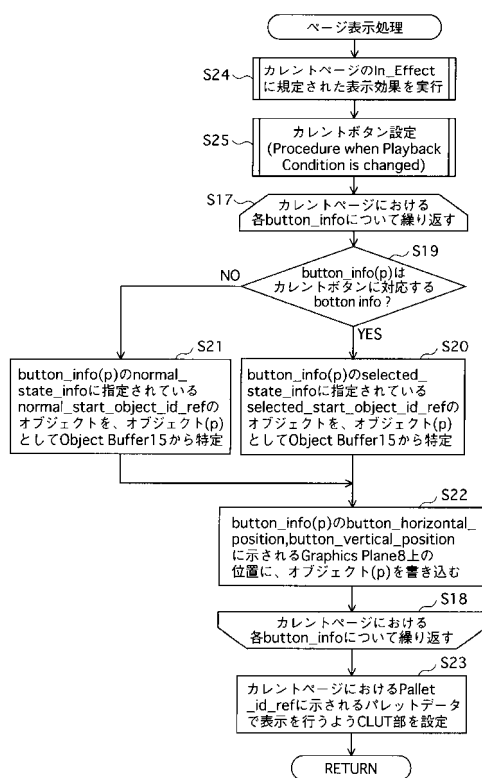 ページ表示処理
S24
カレントページのIn_Effect
に規定された表示効果を実行
S25
カレントボタン設定
(Procedure when Playback
Condition is changed)
S17
カレントページにおける
各button_infoについて繰り返す
S19
button_info(p)は
カレントボタンに対応する
botton info ?
NO
YES
S21
button_info(p)のnormal_
state_infoに指定されている
normal_start_object_id_refの
オブジェクトを、オブジェクト(p)
としてObject Buffer15から特定
S20
button_info(p)のselected_
state_infoに指定されている
selected_start_object_id_refの
オブジェクトを、オブジェクト(p)
としてObject Buffer15から特定
S22
button_info(p)のbutton_horizontal_
position,button_vertical_position
に示されるGraphics Plane8上の
位置に、オブジェクト(p)を書き込む
S18
カレントページにおける
各button_infoについて繰り返す
S23
カレントページにおけるPallet
_id_refに示されるパレットデータ
で表示を行うようCLUT部を設定
RETURN